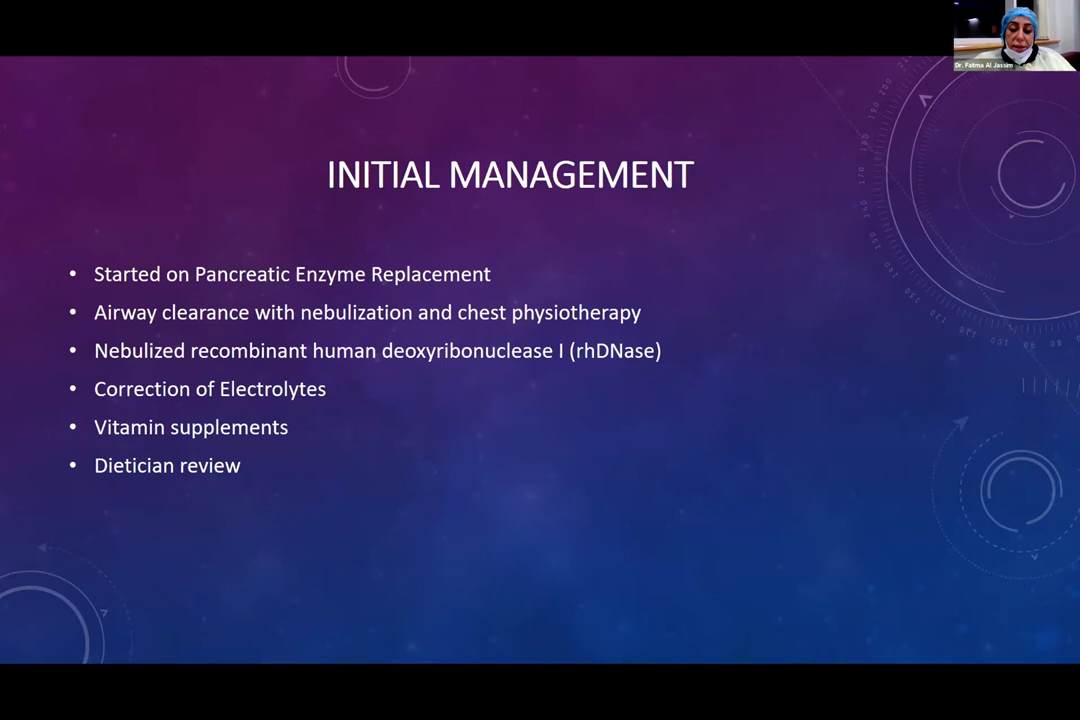 Dr. Fatma Al Jassim
INITIAL MANAGEMENT
• Started on Pancreatic Enzyme Replacement
• Airway clearance with nebulization and chest physiotherapy
• Nebulized recombinant human deoxyribonuclease I (rhDNase)
• Correction of Electrolytes
• Vitamin supplements
• Dietician review